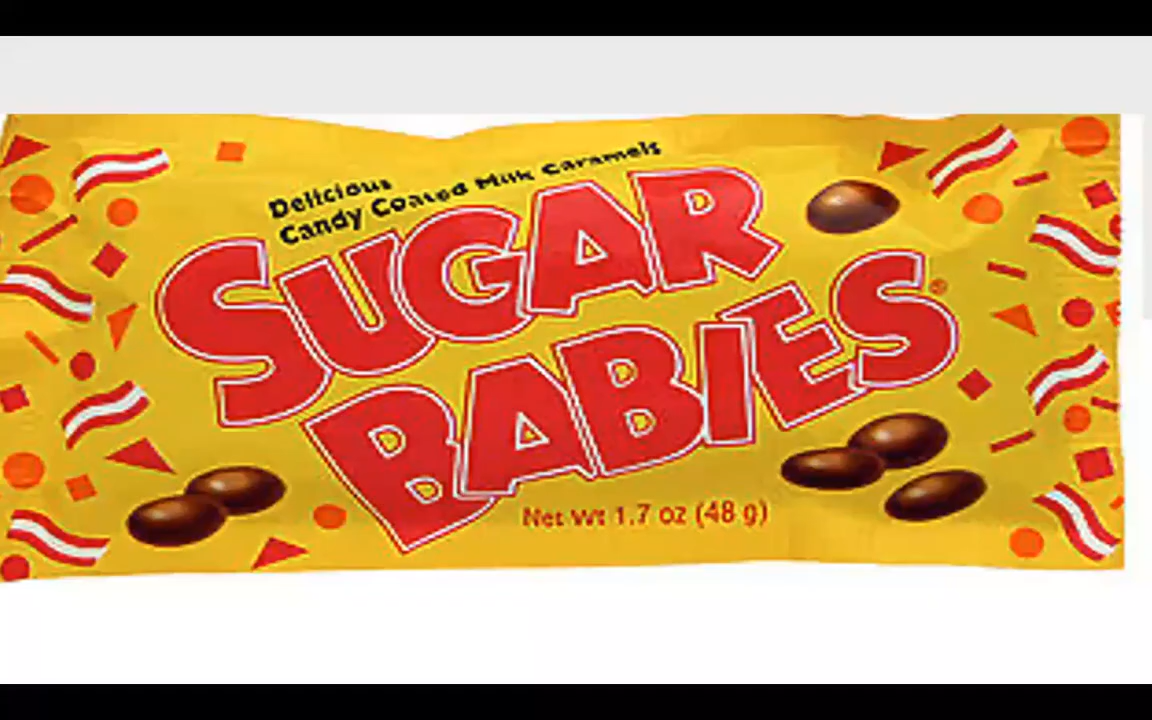 Delicious
Candy Coated Milk Caramels
SUGAR
BABIES®
Net Wt 1.7 oz (48 g)